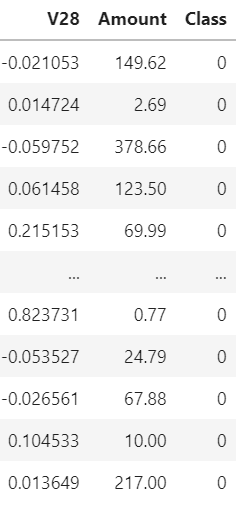 V28 Amount Class
-0.021053 149.62 0
0.014724 2.69 0
-0.059752 378.66 0
0.061458 123.50 0
0.215153 69.99 0
... ... ...
0.823731 0.77 0
-0.053527 24.79 0
-0.026561 67.88 0
0.104533 10.00 0
0.013649 217.00 0